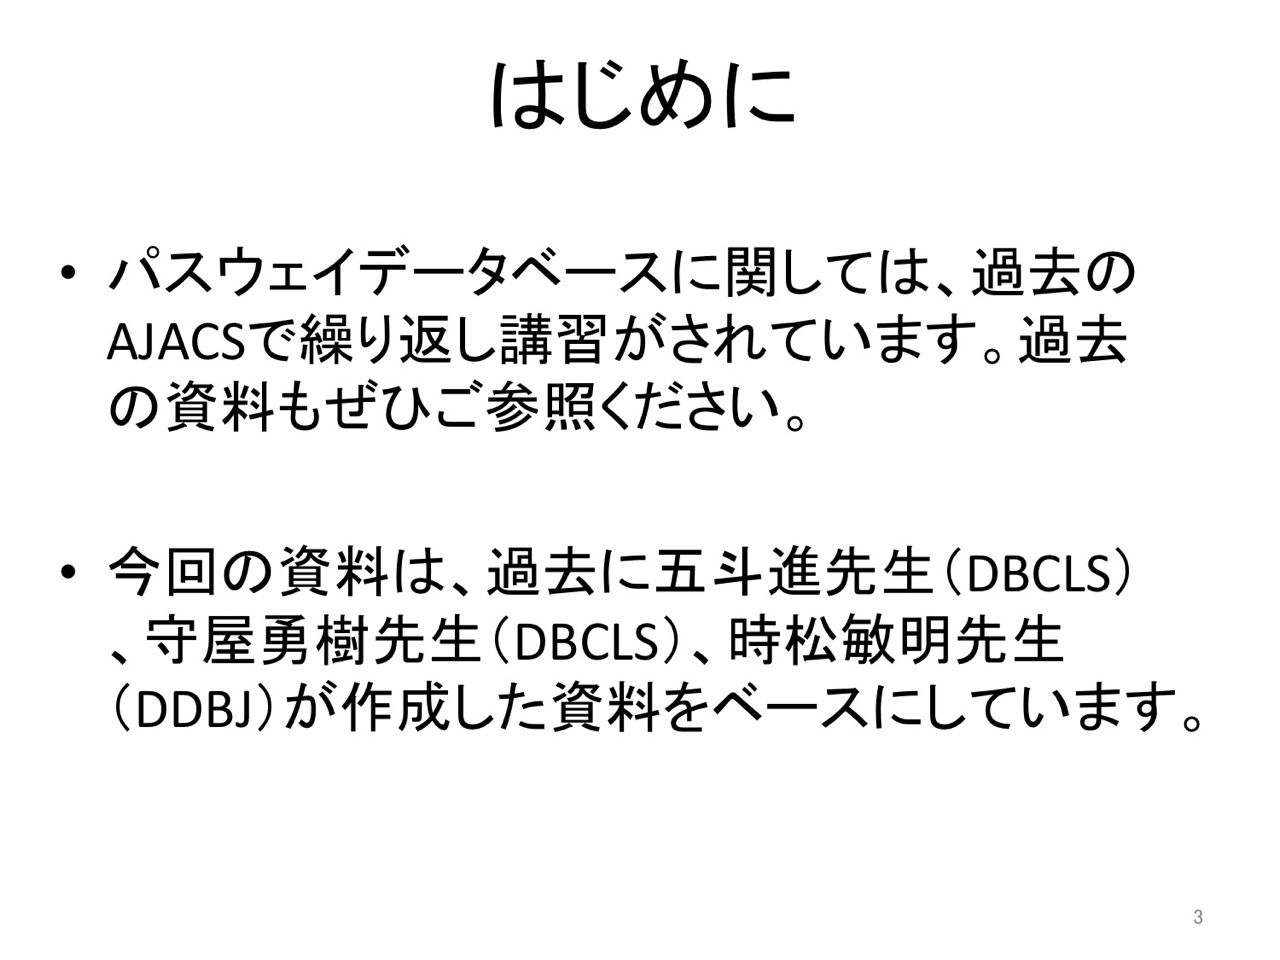 はじめに
• パスウェイデータベースに関しては、過去の
AJACSで繰り返し講習がされています。過去
の資料もぜひご参照ください。
• 今回の資料は、過去に五斗進先生（DBCLS）
、守屋勇樹先生（DBCLS）、時松敏明先生
（DDBJ）が作成した資料をベースにしています。
3